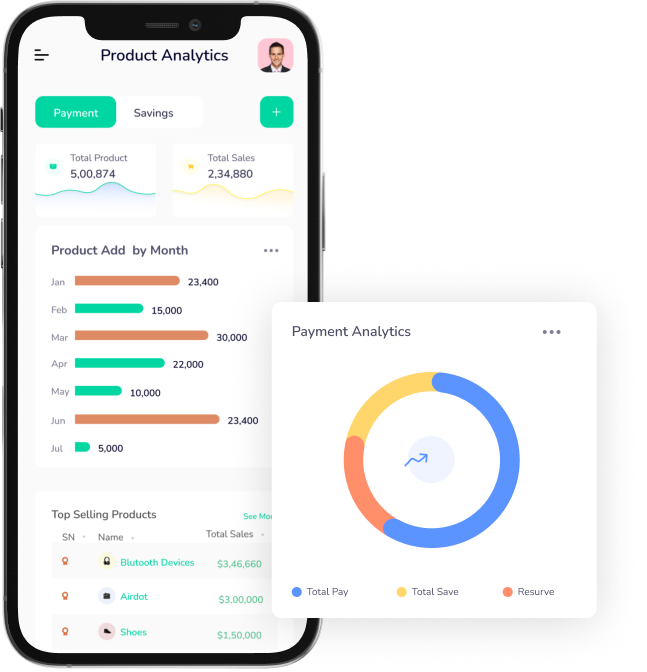 Product Analytics
Payment Savings +
Total Product Total Sales
5,00,874 2,34,880
Product Add by Month
Jan 23,400
Feb 15,000
Mar 30,000
Apr 22,000
May 10,000
Jun 23,400
Jul 5,000
Top Selling Products
See Mo
SN Name Total Sales
Blutooth Devices $3,46,660
Airdot $3,00,000
Shoes $1,50,000
Payment Analytics
Total Pay Total Save Resurve